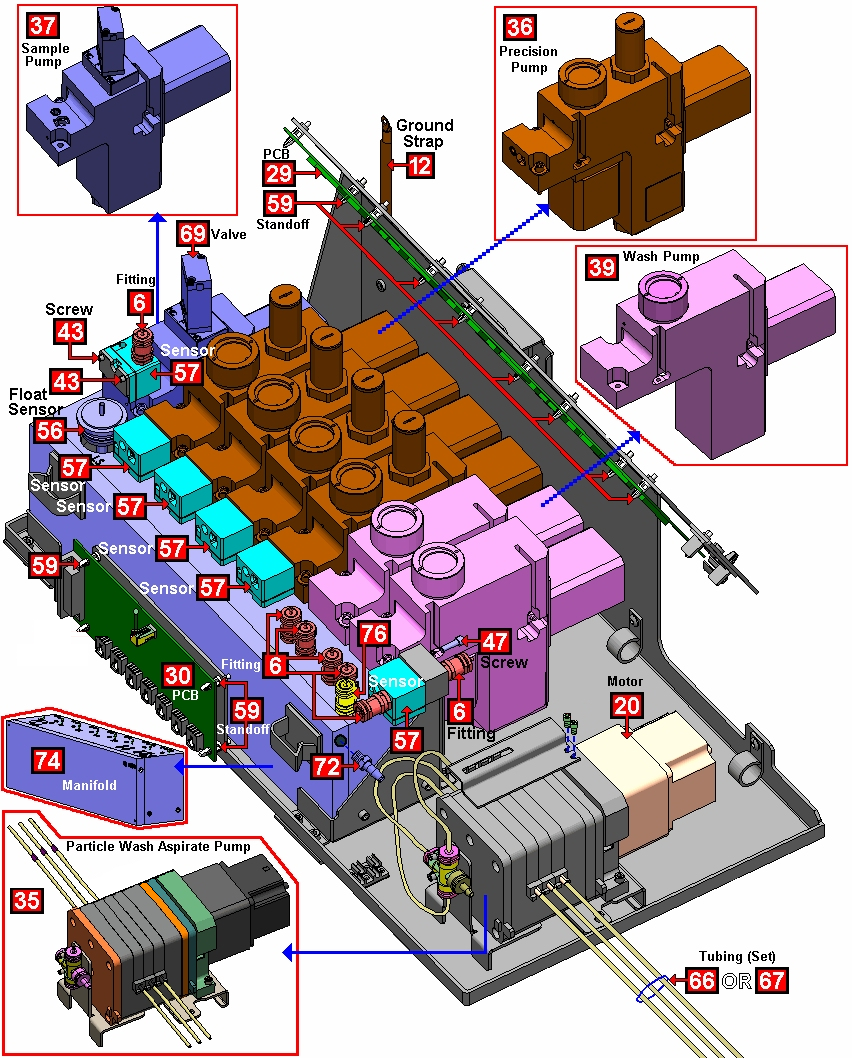 37
Sample
Pump
36
Precision
Pump
Ground
Strap
12
PCB
29
59
Standoff
69 Valve
39 Wash Pump
Fitting
6
Screw
43
43
Sensor
57
Float
Sensor
56
57
Sensor
57
Sensor
57
Sensor
57
Sensor
59
30
PCB
Fitting
6
76
47
Screw
Sensor
6
Fitting
57
59
Standoff
72
Motor
20
74
Manifold
Particle Wash Aspirate Pump
35
Tubing (Set)
66 OR 67